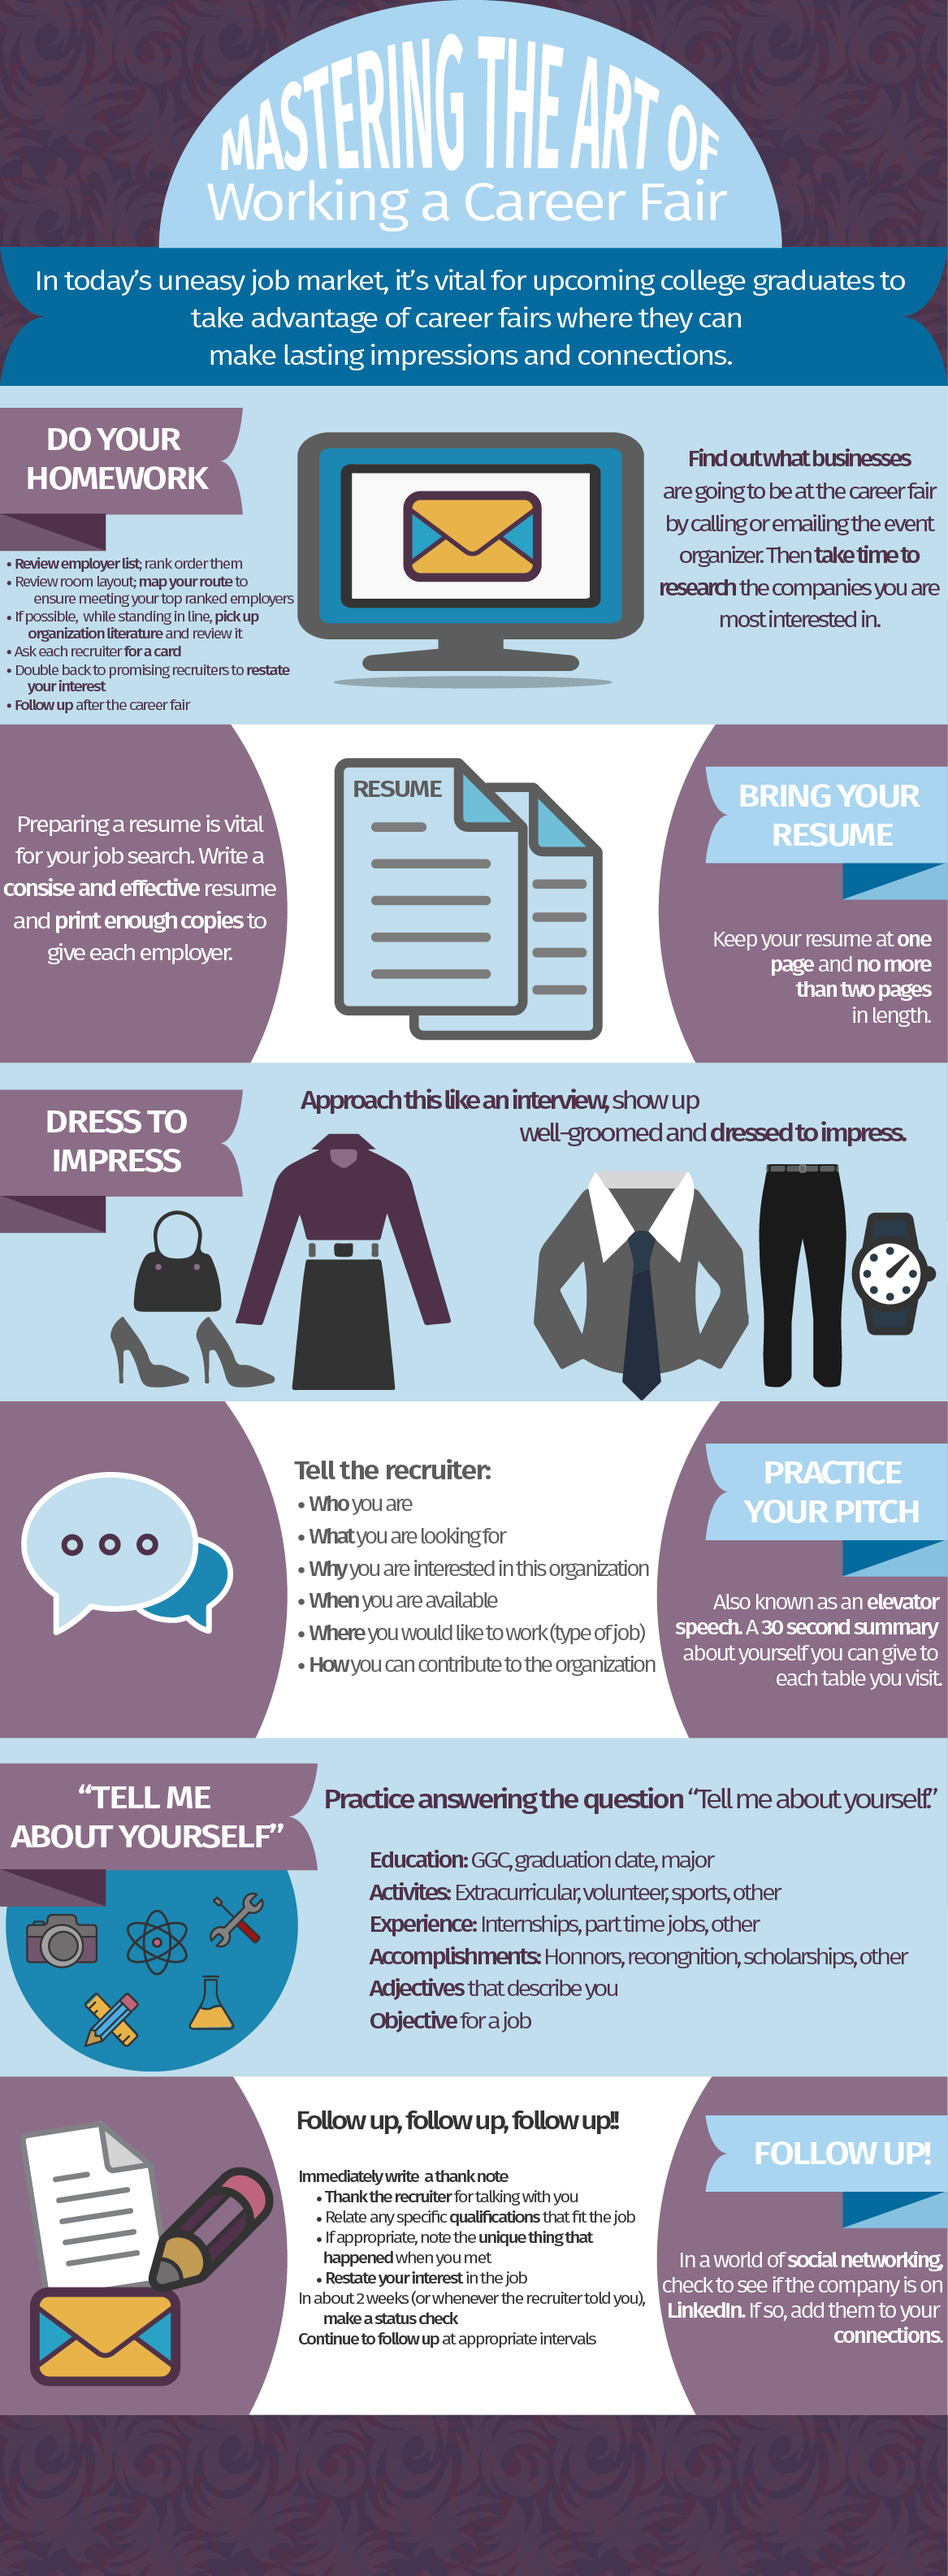 MASTERING THE ART OF
Working a Career Fair
In today's uneasy job market, it's vital for upcoming college graduates to
take advantage of career fairs where they can
make lasting impressions and connections.
DO YOUR
HOMEWORK
• Review employer list; rank order them
• Review room layout; map your route to
ensure meeting your top ranked employers
• If possible, while standing in line, pick up
organization literature and review it
• Ask each recruiter for a card
• Double back to promising recruiters to restate
your interest
• Follow up after the career fair
Find out what businesses
are going to be at the career fair
by calling or emailing the event
organizer. Then take time to
research the companies you are
most interested in.
Preparing a resume is vital
for your job search. Write a
consise and effective resume
and print enough copies to
give each employer.
RESUME
BRING YOUR
RESUME
Keep your resume at one
page and no more
than two pages
in length.
DRESS TO
IMPRESS
Approach this like an interview, show up
well-groomed and dressed to impress.
Tell the recruiter:
• Who you are
• What you are looking for
• Why you are interested in this organization
• When you are available
• Where you would like to work (type of job)
• How you can contribute to the organization
PRACTICE
YOUR PITCH
Also known as an elevator
speech. A 30 second summary
about yourself you can give to
each table you visit.
“TELL ME
ABOUT YOURSELF”
Practice answering the question “Tell me about yourself.”
Education: GGC, graduation date, major
Activites: Extracurricular, volunteer, sports, other
Experience: Internships, part time jobs, other
Accomplishments: Honnors, recongnition, scholarships, other
Adjectives that describe you
Objective for a job
Follow up, follow up, follow up!!
Immediately write a thank note
• Thank the recruiter for talking with you
• Relate any specific qualifications that fit the job
• If appropriate, note the unique thing that
happened when you met
• Restate your interest in the job
In about 2 weeks (or whenever the recruiter told you),
make a status check
Continue to follow up at appropriate intervals
FOLLOW UP!
In a world of social networking,
check to see if the company is on
LinkedIn. If so, add them to your
connections.